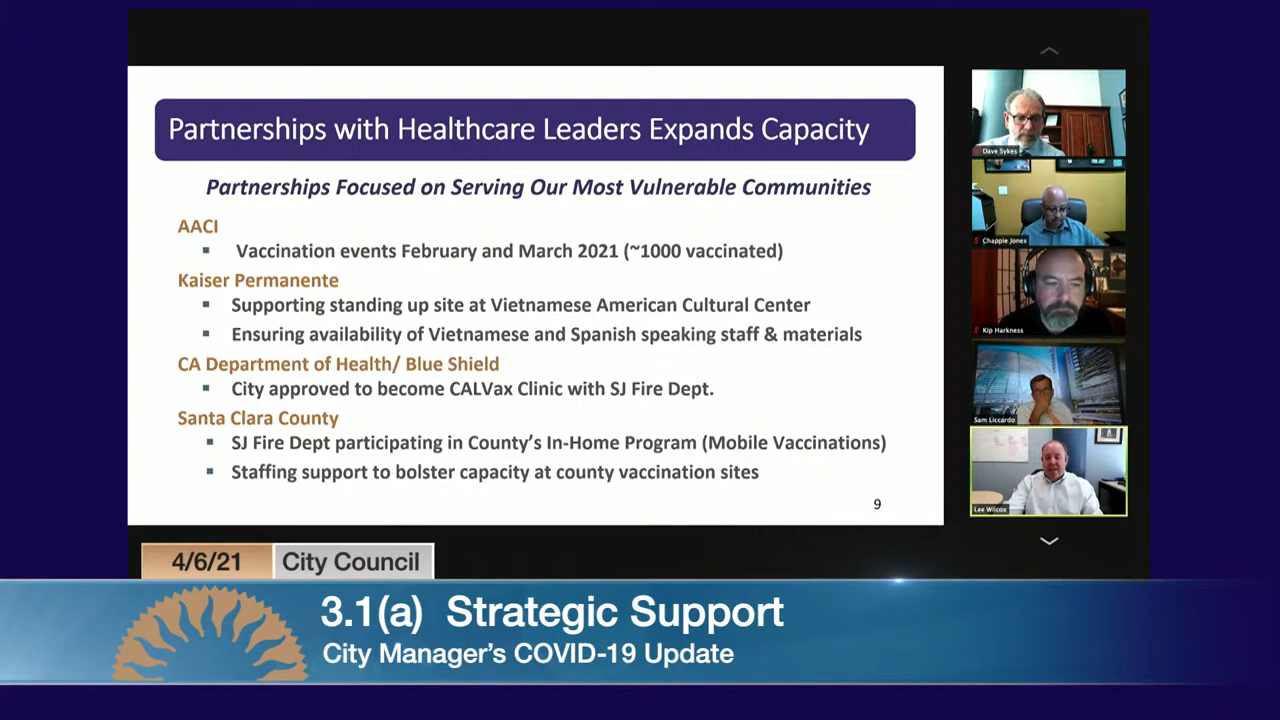 Partnerships with Healthcare Leaders Expands Capacity
Partnerships Focused on Serving Our Most Vulnerable Communities
AACI
▪ Vaccination events February and March 2021 (~1000 vaccinated)
Kaiser Permanente
▪ Supporting standing up site at Vietnamese American Cultural Center
▪ Ensuring availability of Vietnamese and Spanish speaking staff & materials
CA Department of Health/ Blue Shield
▪ City approved to become CALVax Clinic with SJ Fire Dept.
Santa Clara County
▪ SJ Fire Dept participating in County's In-Home Program (Mobile Vaccinations)
▪ Staffing support to bolster capacity at county vaccination sites
9
Dave Sykes
Chappie Jones
Kip Harkness
Sam Liccardo
Lee Wilcox
4/6/21 City Council
3.1(a) Strategic Support
City Manager's COVID-19 Update